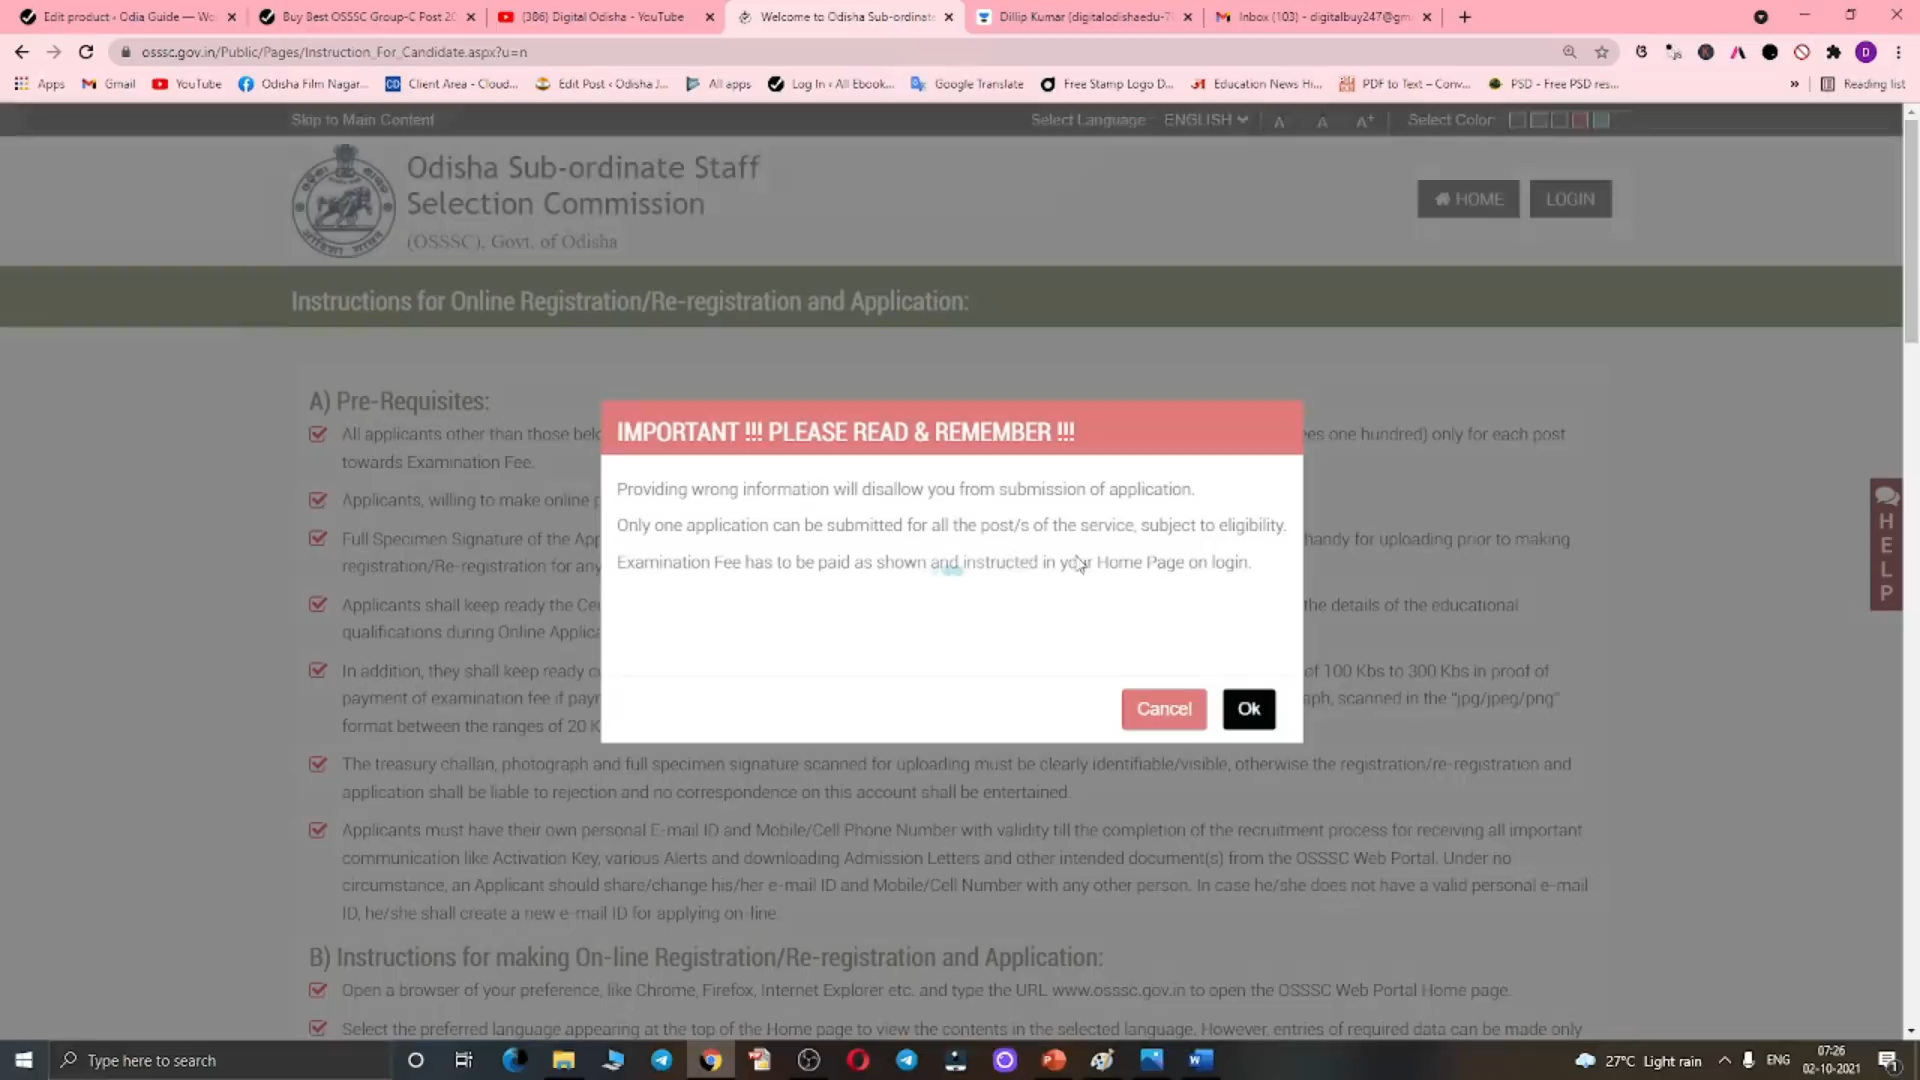 Edit product ‹ Odia Guide — Wo
Buy Best OSSSC Group-C Post 20
(386) Digital Odisha - YouTube
Welcome to Odisha Sub-ordinate
Dillip Kumar (digitalodishaedu-7
Inbox (103) - digitalbuy247@gm
osssc.gov.in/Public/Pages/Instruction_For_Candidate.aspx?u=n
Apps Gmail YouTube Odisha Film Nagar... Client Area - Cloud... Edit Post ‹ Odisha J... All apps Log In ‹ All Ebook... Google Translate Free Stamp Logo D... Education News Hi... PDF to Text – Conv... PSD - Free PSD res... » Reading list
Skip to Main Content Select Language: ENGLISH A- A A+ Select Color:
Odisha Sub-ordinate Staff
Selection Commission
(OSSSC), Govt. of Odisha
HOME LOGIN
Instructions for Online Registration/Re-registration and Application:
A) Pre-Requisites:
All applicants other than those belo es one hundred) only for each post
towards Examination Fee.
Applicants, willing to make online p
Full Specimen Signature of the App handy for uploading prior to making
registration/Re-registration for any
Applicants shall keep ready the Cer the details of the educational
qualifications during Online Applica
In addition, they shall keep ready co of 100 Kbs to 300 Kbs in proof of
payment of examination fee if payn aph, scanned in the "jpg/jpeg/png"
format between the ranges of 20 K
IMPORTANT !!! PLEASE READ & REMEMBER !!!
Providing wrong information will disallow you from submission of application.
Only one application can be submitted for all the post/s of the service, subject to eligibility.
Examination Fee has to be paid as shown and instructed in your Home Page on login.
Cancel Ok
The treasury challan, photograph and full specimen signature scanned for uploading must be clearly identifiable/visible, otherwise the registration/re-registration and
application shall be liable to rejection and no correspondence on this account shall be entertained.
Applicants must have their own personal E-mail ID and Mobile/Cell Phone Number with validity till the completion of the recruitment process for receiving all important
communication like Activation Key, various Alerts and downloading Admission Letters and other intended document(s) from the OSSSC Web Portal. Under no
circumstance, an Applicant should share/change his/her e-mail ID and Mobile/Cell Number with any other person. In case he/she does not have a valid personal e-mail
ID, he/she shall create a new e-mail ID for applying on-line.
B) Instructions for making On-line Registration/Re-registration and Application:
Open a browser of your preference, like Chrome, Firefox, Internet Explorer etc. and type the URL www.osssc.gov.in to open the OSSSC Web Portal Home page.
Select the preferred language appearing at the top of the Home page to view the contents in the selected language. However, entries of required data can be made only
H
E
L
P
Type here to search
27°C Light rain ENG
07:26
02-10-2021